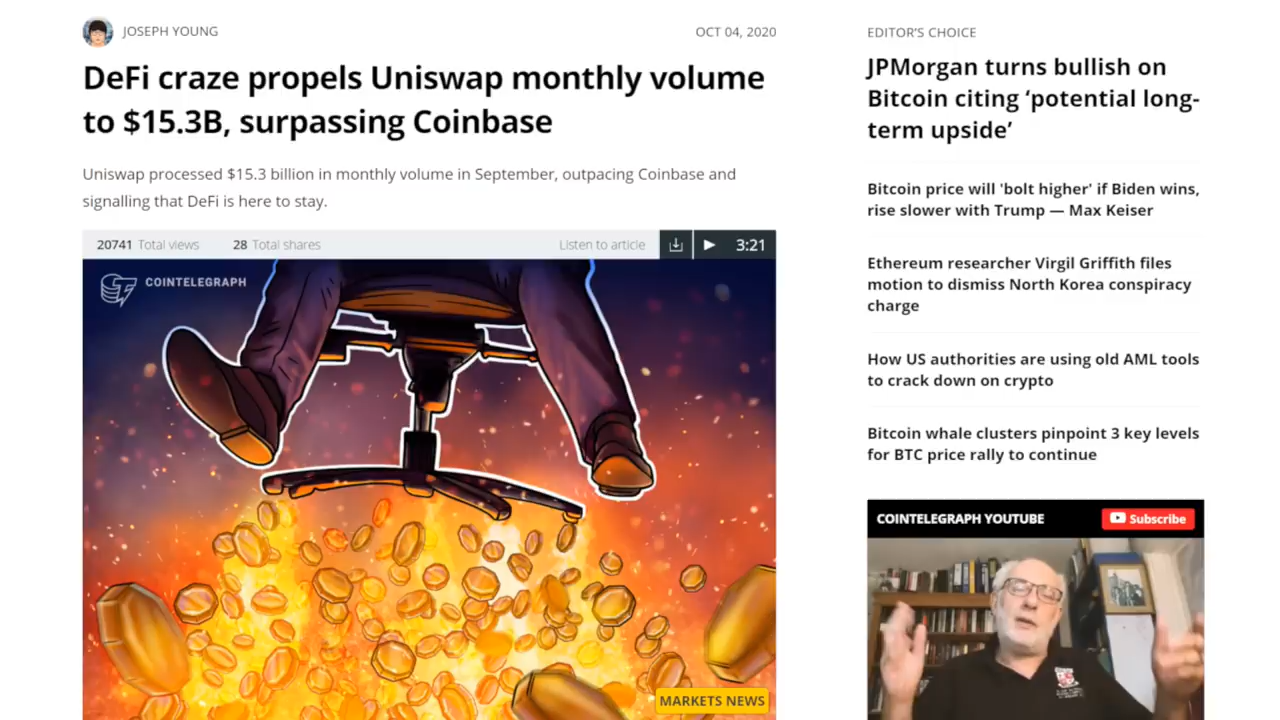 JOSEPH YOUNG
OCT 04, 2020
DeFi craze propels Uniswap monthly volume
to $15.3B, surpassing Coinbase
Uniswap processed $15.3 billion in monthly volume in September, outpacing Coinbase and
signalling that DeFi is here to stay.
20741 Total views 28 Total shares
Listen to article
3:21
COINTELEGRAPH
MARKETS NEWS
EDITOR'S CHOICE
JPMorgan turns bullish on
Bitcoin citing ‘potential long-
term upside’
Bitcoin price will 'bolt higher' if Biden wins,
rise slower with Trump — Max Keiser
Ethereum researcher Virgil Griffith files
motion to dismiss North Korea conspiracy
charge
How US authorities are using old AML tools
to crack down on crypto
Bitcoin whale clusters pinpoint 3 key levels
for BTC price rally to continue
COINTELEGRAPH YOUTUBE
Subscribe